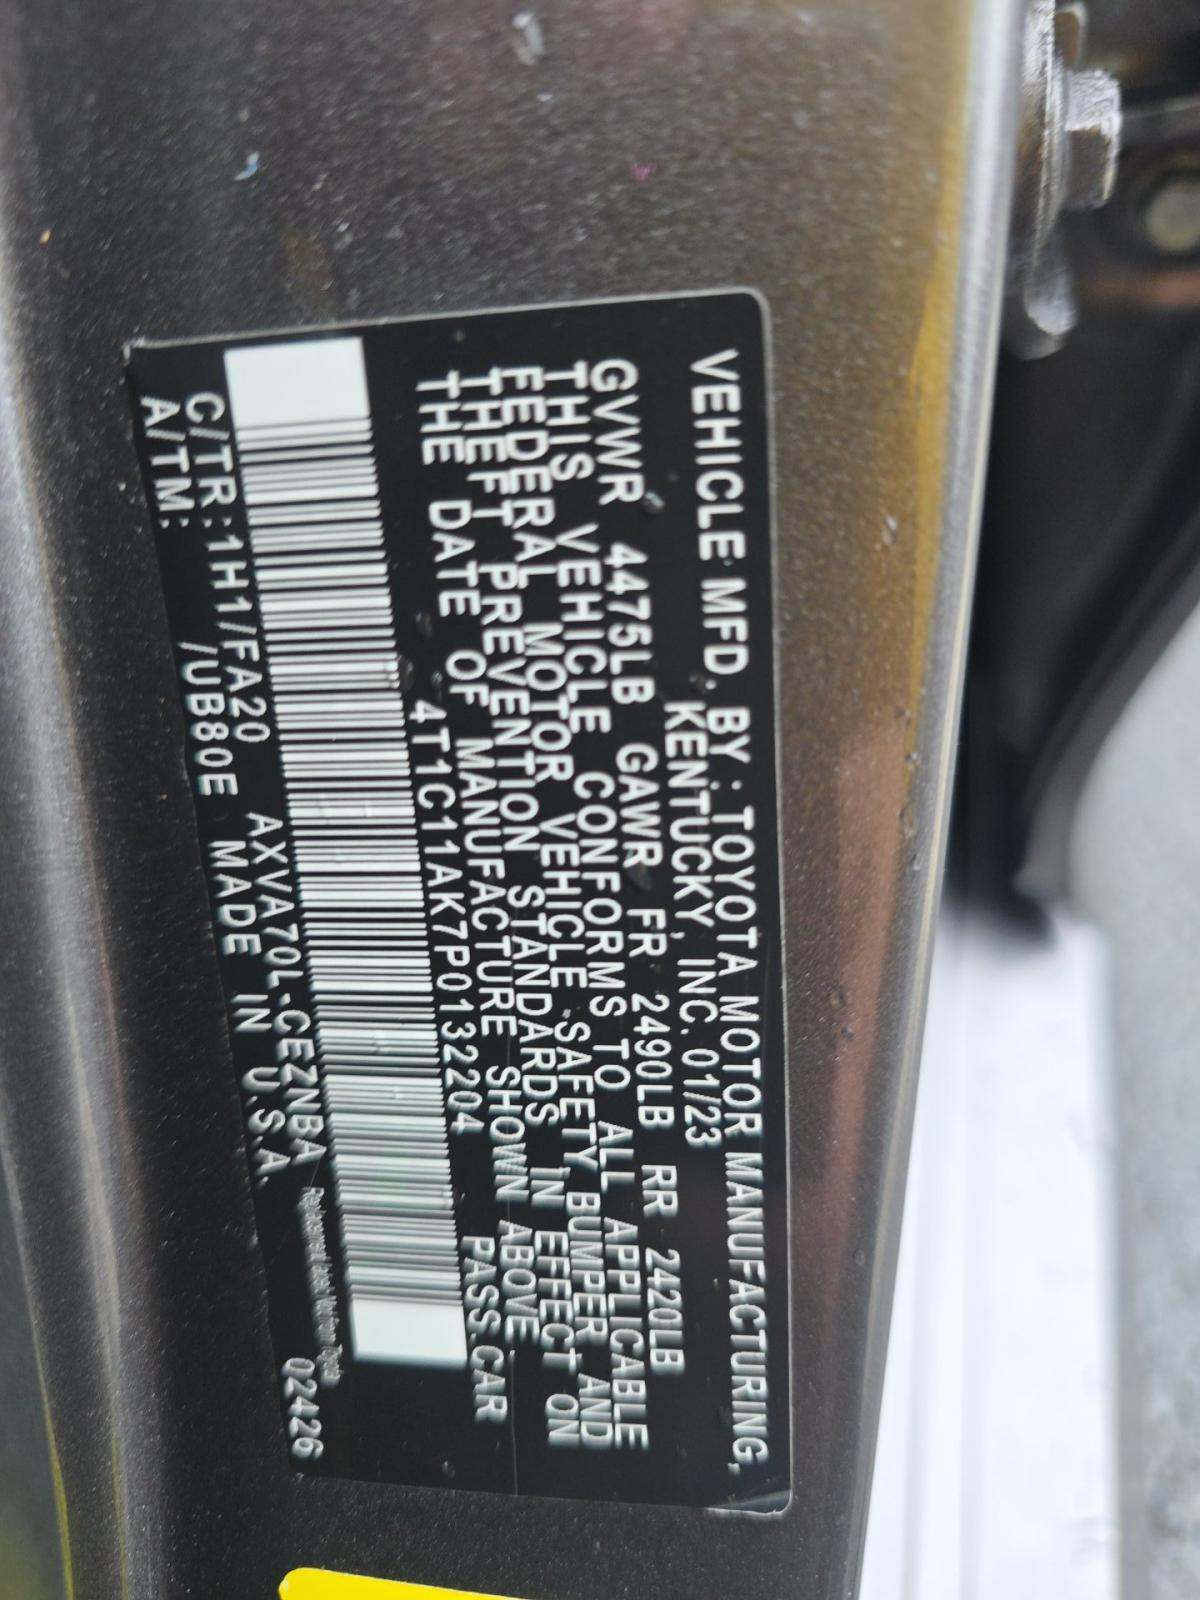 VEHICLE MFD. BY: TOYOTA MOTOR MANUFACTURING,
KENTUCKY, INC. 01/23
GVWR 4475LB GAWR FR 2490LB RR 2420LB
THIS VEHICLE CONFORMS TO ALL APPLICABLE
FEDERAL MOTOR VEHICLE SAFETY, BUMPER AND
THEFT PREVENTION STANDARDS IN EFFECT ON
THE DATE OF MANUFACTURE SHOWN ABOVE
4T1C11AK7P0132204 PASS.CAR
C/TR:1H1/FA20 AXVA70L-CEZNBA
Replacement label
A/TM: /UB80E MADE IN U.S.A. 02426